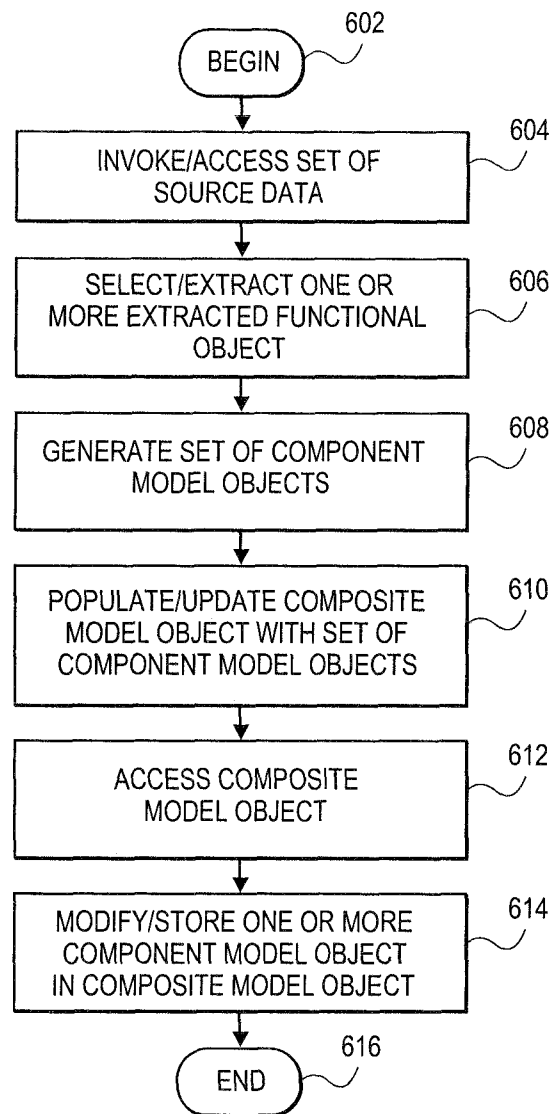 602
BEGIN
604
INVOKE/ACCESS SET OF
SOURCE DATA
606
SELECT/EXTRACT ONE OR
MORE EXTRACTED FUNCTIONAL
OBJECT
608
GENERATE SET OF COMPONENT
MODEL OBJECTS
610
POPULATE/UPDATE COMPOSITE
MODEL OBJECT WITH SET OF
COMPONENT MODEL OBJECTS
612
ACCESS COMPOSITE
MODEL OBJECT
614
MODIFY/STORE ONE OR MORE
COMPONENT MODEL OBJECT
IN COMPOSITE MODEL OBJECT
616
END